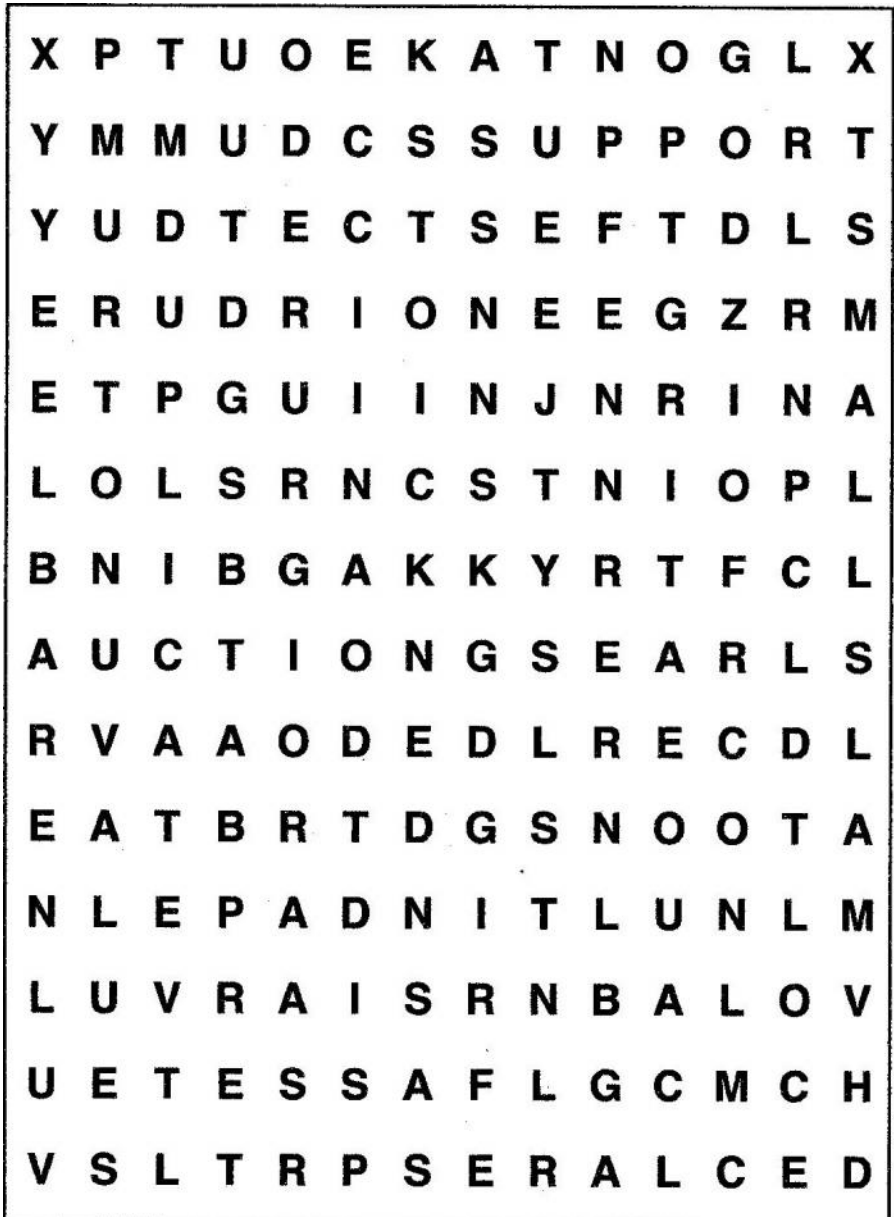 X P T U O E K A T N O G L X
Y M M U D C S S U P P O R T
Y U D T E C T S E F T D L S
E R U D R I O N E E G Z R M
E T P G U I I N J N R I N A
L O L S R N C S T N I O P L
B N I B G A K K Y R T F C L
A U C T I O N G S E A R L S
R V A A O D E D L R E C D L
E A T B R T D G S N O O T A
N L E P A D N I T L U N L M
L U V R A I S R N B A L O V
U E T E S S A F L G C M C H
V S L T R P S E R A L C E D